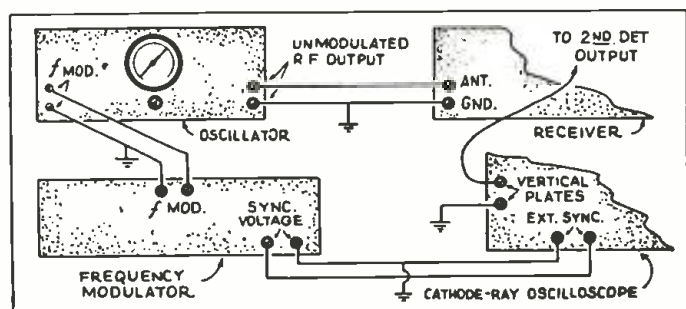 f MOD.
UNMODULATED
R F OUTPUT
TO 2ND. DET
OUTPUT
ANT.
GND.
OSCILLATOR
RECEIVER
f MOD.
SYNC.
VOLTAGE
VERTICAL
PLATES
EXT. SYNC.
FREQUENCY
MODULATOR
CATHODE-RAY OSCILLOSCOPE